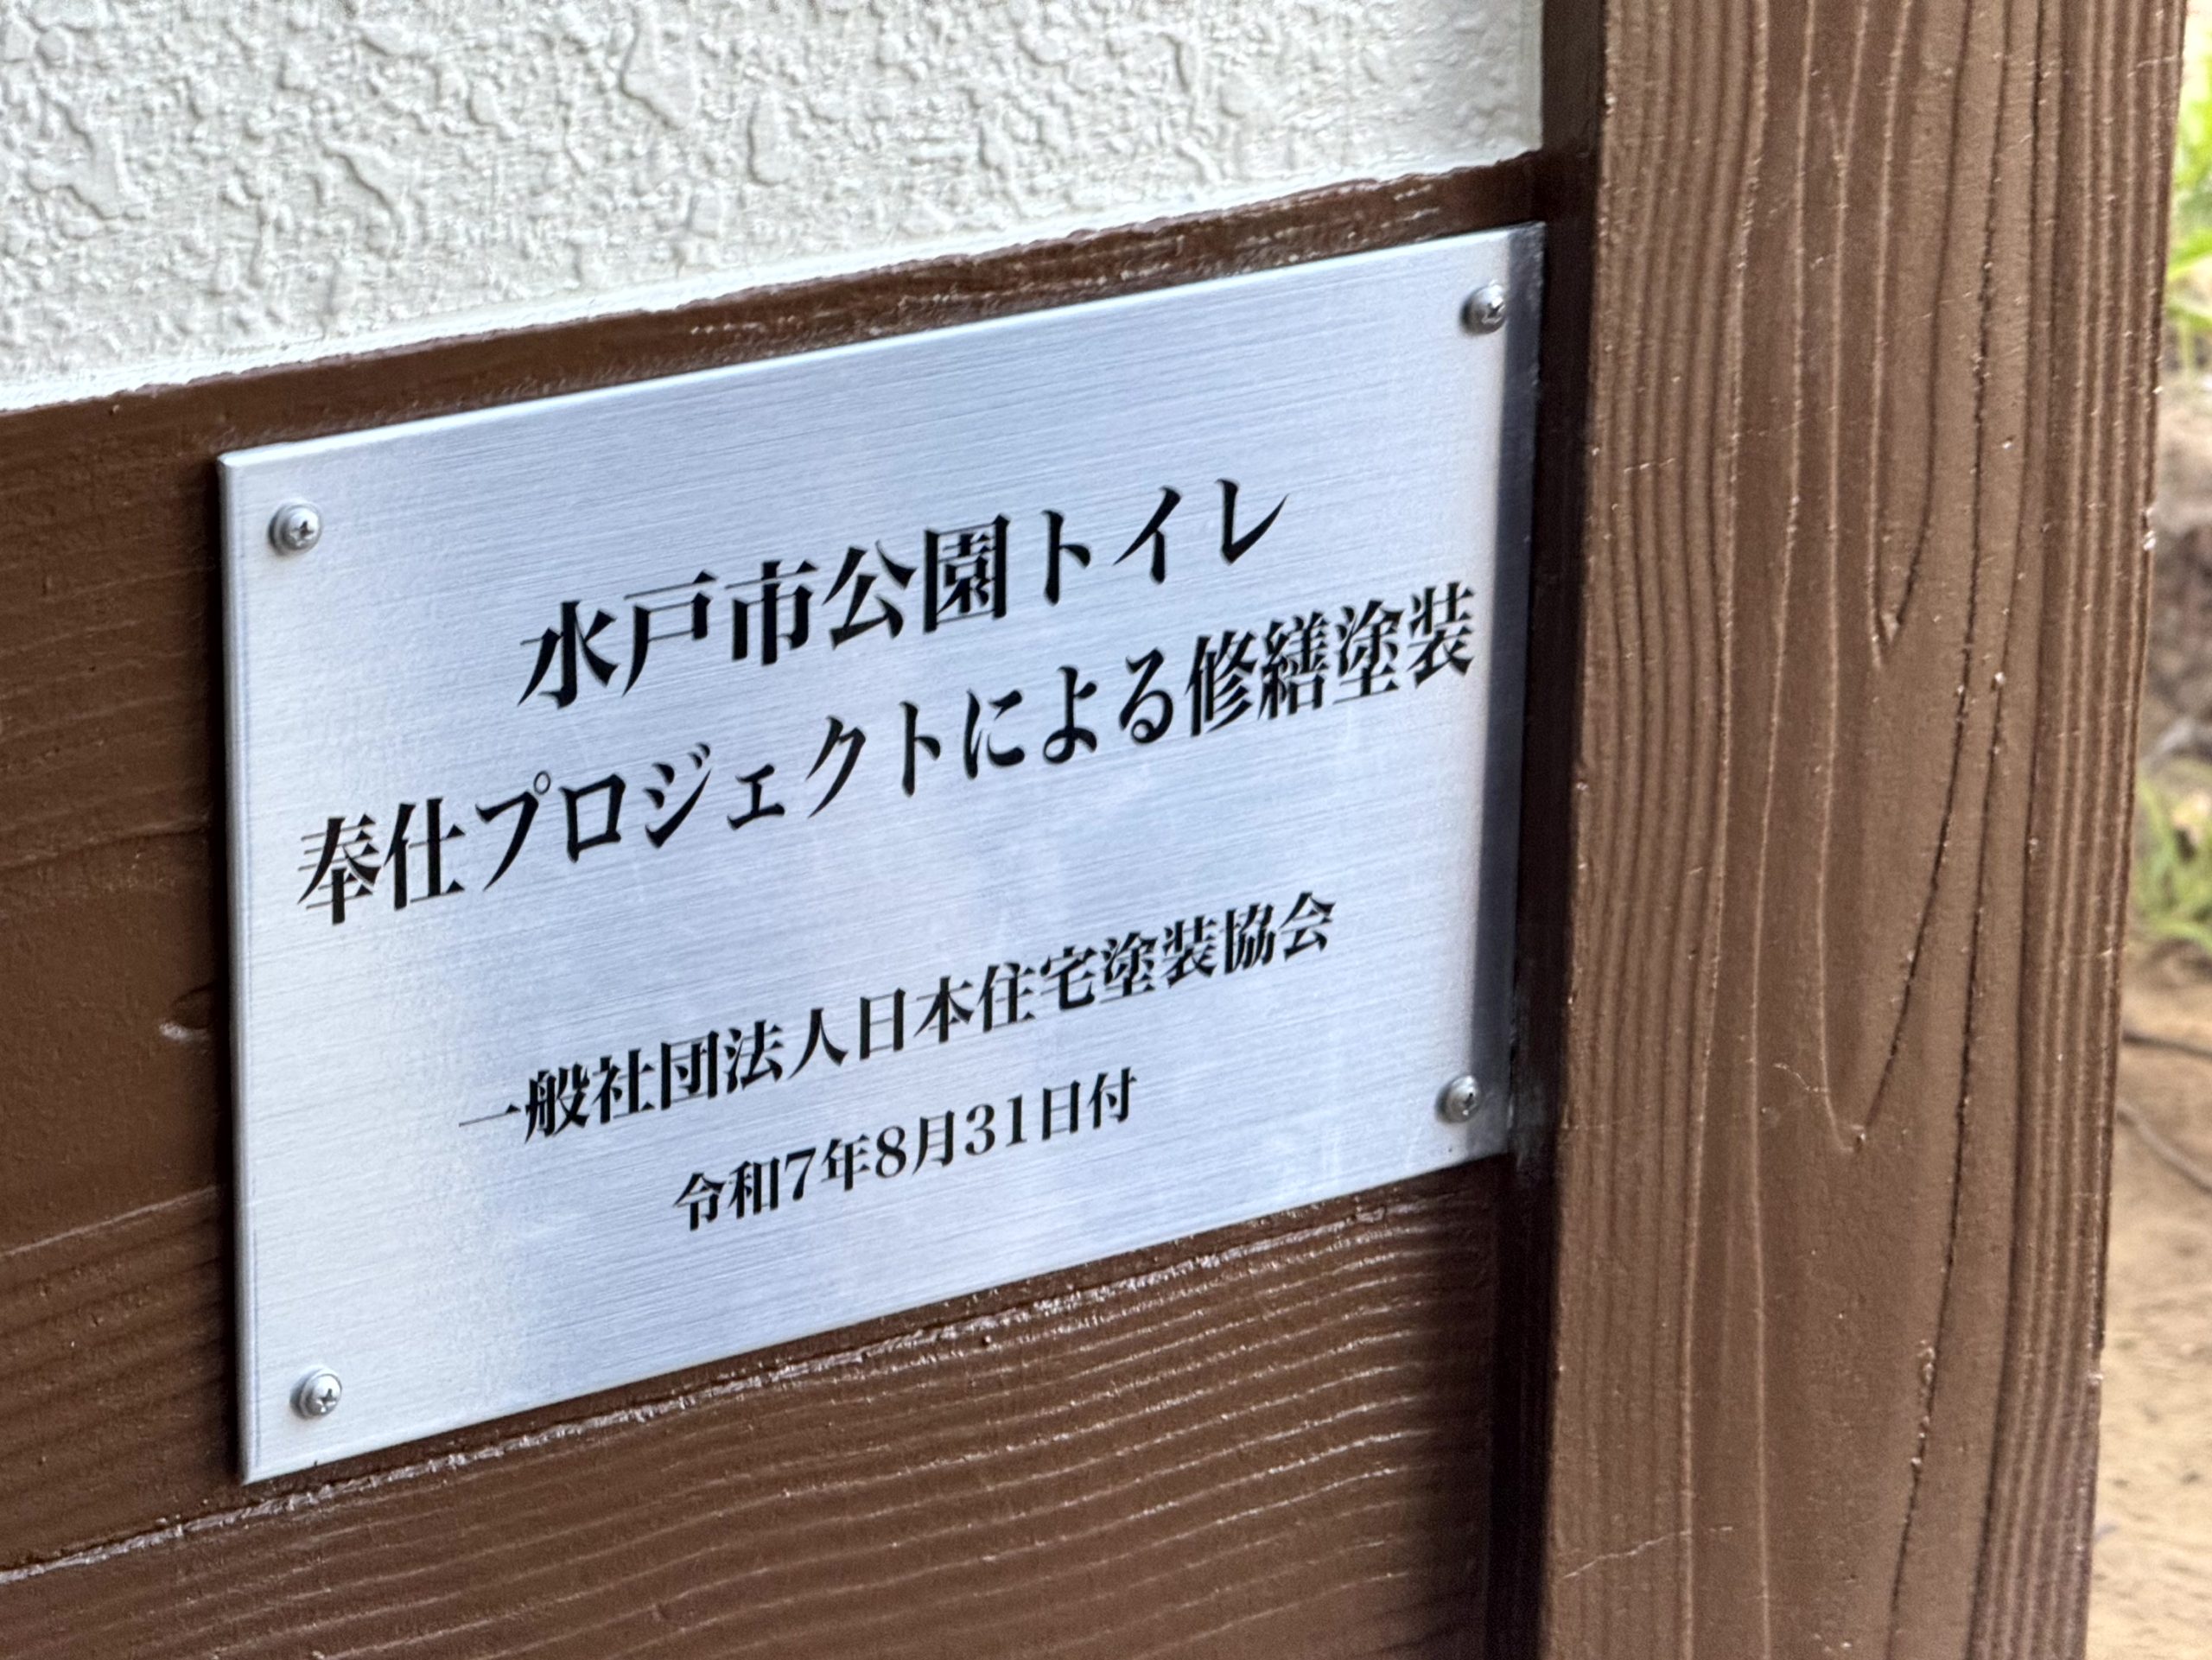 水戸市公園トイレ
奉仕プロジェクトによる修繕塗装
一般社団法人日本住宅塗装協会
令和7年8月31日付